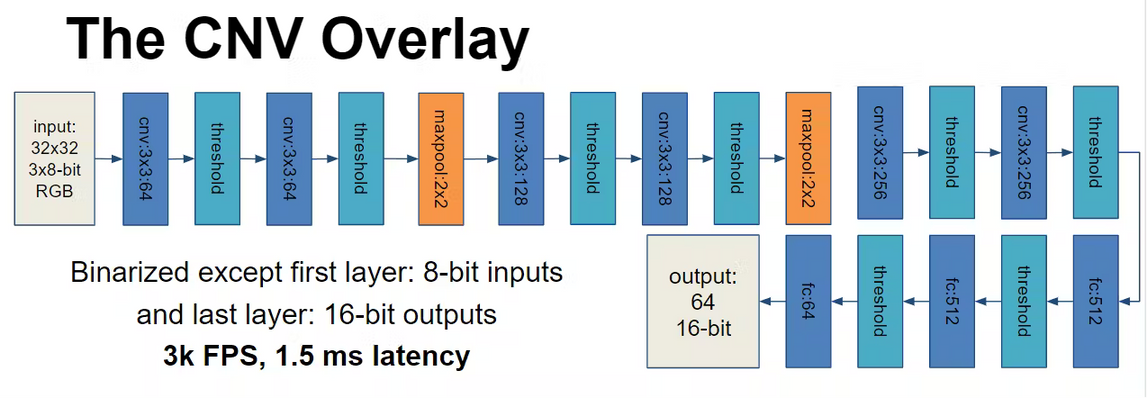 The CNV Overlay
input:
32x32
3x8-bit
RGB
cnv:3x3:64
threshold
cnv:3x3:64
threshold
maxpool:2x2
cnv:3x3:128
threshold
cnv:3x3:128
threshold
maxpool:2x2
cnv:3x3:256
threshold
cnv:3x3:256
threshold
fc:512
threshold
fc:512
threshold
fc:64
output:
64
16-bit
Binarized except first layer: 8-bit inputs
and last layer: 16-bit outputs
3k FPS, 1.5 ms latency